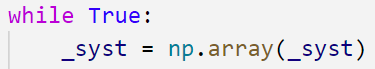 while True:
    _syst = np.array(_syst)